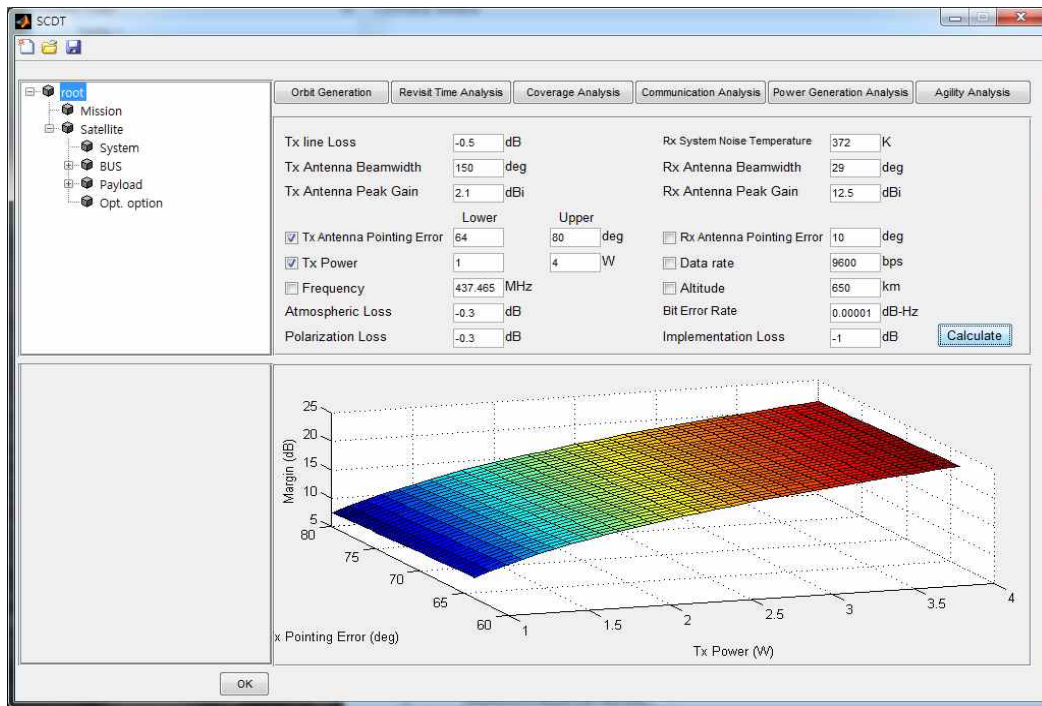 SCDT
root
Mission
Satellite
System
BUS
Payload
Opt. option
Orbit Generation Revisit Time Analysis Coverage Analysis Communication Analysis Power Generation Analysis Agility Analysis
Tx line Loss -0.5 dB Rx System Noise Temperature 372 K
Tx Antenna Beamwidth 150 deg Rx Antenna Beamwidth 29 deg
Tx Antenna Peak Gain 2.1 dBi Rx Antenna Peak Gain 12.5 dBi
Lower Upper
Tx Antenna Pointing Error 64 80 deg Rx Antenna Pointing Error 10 deg
Tx Power 1 4 W Data rate 9600 bps
Frequency 437.465 MHz Altitude 650 km
Atmospheric Loss -0.3 dB Bit Error Rate 0.00001 dB-Hz
Polarization Loss -0.3 dB Implementation Loss -1 dB Calculate
25
20
15
10
5
Margin (dB)
80
75
70
65
60
x Pointing Error (deg)
1
1.5
2
2.5
3
3.5
4
Tx Power (W)
OK